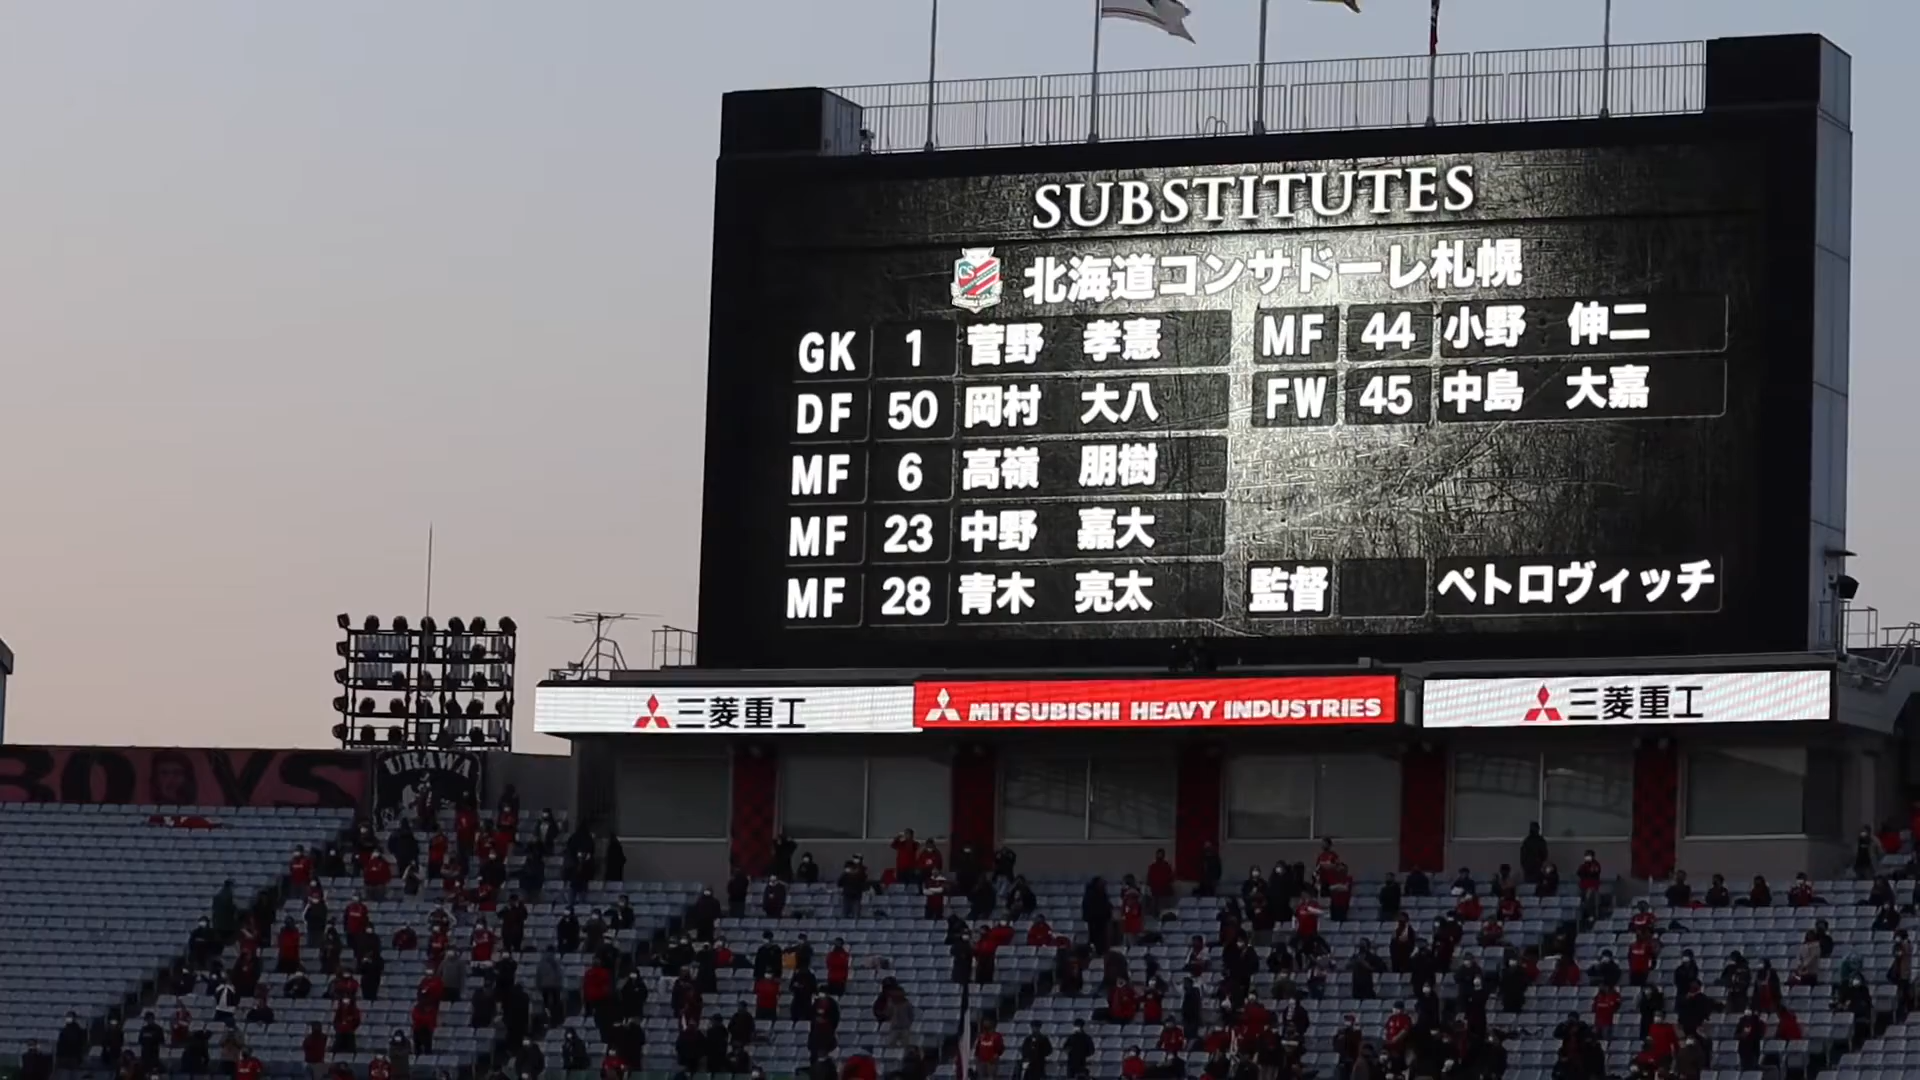 SUBSTITUTES
北海道コンサドーレ札幌
GK 1 菅野 孝憲
DF 50 岡村 大八
MF 6 高嶺 朋樹
MF 23 中野 嘉大
MF 28 青木 亮太
MF 44 小野 伸二
FW 45 中島 大嘉
監督 ペトロヴィッチ
三菱重工
MITSUBISHI HEAVY INDUSTRIES
三菱重工
BOYS
URAWA